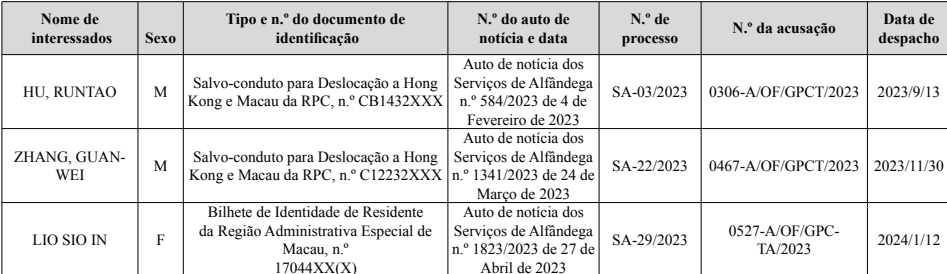 Nome de interessados
Sexo
Tipo e n.º do documento de identificação
N.º do auto de notícia e data
N.º de processo
N.º da acusação
Data de despacho
HU, RUNTAO
M
Salvo-conduto para Deslocação a Hong
Kong e Macau da RPC, n.º CB1432XXX
Auto de notícia dos
Serviços de Alfândega
n.º 584/2023 de 4 de
Fevereiro de 2023
SA-03/2023
0306-A/OF/GPCT/2023
2023/9/13
ZHANG, GUAN-
WEI
M
Salvo-conduto para Deslocação a Hong
Kong e Macau da RPC, n.º C12232XXX
Auto de notícia dos
Serviços de Alfândega
n.º 1341/2023 de 24 de
Março de 2023
SA-22/2023
0467-A/OF/GPCT/2023
2023/11/30
LIO SIO IN
F
Bilhete de Identidade de Residente
da Região Administrativa Especial de
Macau, n.º
17044XX(X)
Auto de notícia dos
Serviços de Alfândega
n.º 1823/2023 de 27 de
Abril de 2023
SA-29/2023
0527-A/OF/GPC-
TA/2023
2024/1/12